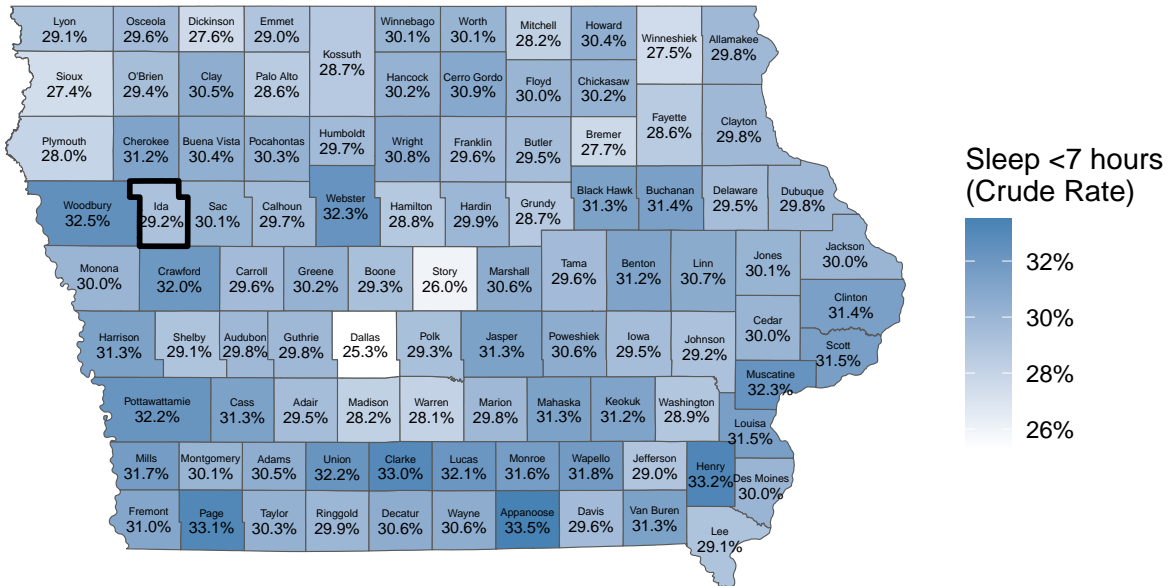 Lyon
29.1%
Osceola
29.6%
Dickinson
27.6%
Emmet
29.0%
Kossuth
28.7%
Winnebago
30.1%
Worth
30.1%
Mitchell
28.2%
Howard
30.4%
Winneshiek
27.5%
Allamakee
29.8%
Sioux
27.4%
O'Brien
29.4%
Clay
30.5%
Palo Alto
28.6%
Hancock
30.2%
Cerro Gordo
30.9%
Floyd
30.0%
Chickasaw
30.2%
Fayette
28.6%
Clayton
29.8%
Plymouth
28.0%
Cherokee
31.2%
Buena Vista
30.4%
Pocahontas
30.3%
Humboldt
29.7%
Wright
30.8%
Franklin
29.6%
Butler
29.5%
Bremer
27.7%
Woodbury
32.5%
Ida
29.2%
Sac
30.1%
Calhoun
29.7%
Webster
32.3%
Hamilton
28.8%
Hardin
29.9%
Grundy
28.7%
Black Hawk
31.3%
Buchanan
31.4%
Delaware
29.5%
Dubuque
29.8%
Monona
30.0%
Crawford
32.0%
Carroll
29.6%
Greene
30.2%
Boone
29.3%
Story
26.0%
Marshall
30.6%
Tama
29.6%
Benton
31.2%
Linn
30.7%
Jones
30.1%
Jackson
30.0%
Clinton
31.4%
Harrison
31.3%
Shelby
29.1%
Audubon
29.8%
Guthrie
29.8%
Dallas
25.3%
Polk
29.3%
Jasper
31.3%
Poweshiek
30.6%
Iowa
29.5%
Johnson
29.2%
Cedar
30.0%
Scott
31.5%
Muscatine
32.3%
Pottawattamie
32.2%
Cass
31.3%
Adair
29.5%
Madison
28.2%
Warren
28.1%
Marion
29.8%
Mahaska
31.3%
Keokuk
31.2%
Washington
28.9%
Louisa
31.5%
Mills
31.7%
Montgomery
30.1%
Adams
30.5%
Union
32.2%
Clarke
33.0%
Lucas
32.1%
Monroe
31.6%
Wapello
31.8%
Jefferson
29.0%
Henry
33.2%
Des Moines
30.0%
Fremont
31.0%
Page
33.1%
Taylor
30.3%
Ringgold
29.9%
Decatur
30.6%
Wayne
30.6%
Appanoose
33.5%
Davis
29.6%
Van Buren
31.3%
Lee
29.1%
Sleep <7 hours
(Crude Rate)
32%
30%
28%
26%